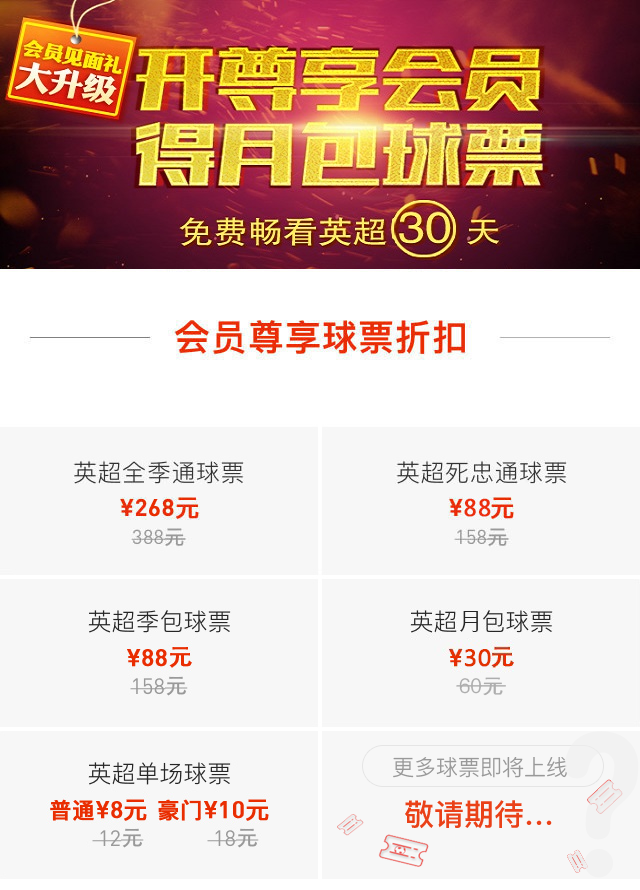 会员见面礼
大升级
开尊享会员
得月包球票
免费畅看英超30天
会员尊享球票折扣
英超全季通球票
¥268元
388元
英超死忠通球票
¥88元
158元
英超季包球票
¥88元
158元
英超月包球票
¥30元
60元
英超单场球票
普通¥8元 豪门¥10元
12元 18元
更多球票即将上线
敬请期待...